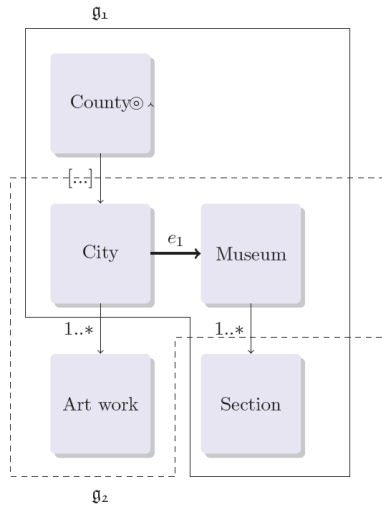 𝔤₁
County◎
[...]
City
e₁
Museum
1..*
1..*
Art work
Section
𝔤₂